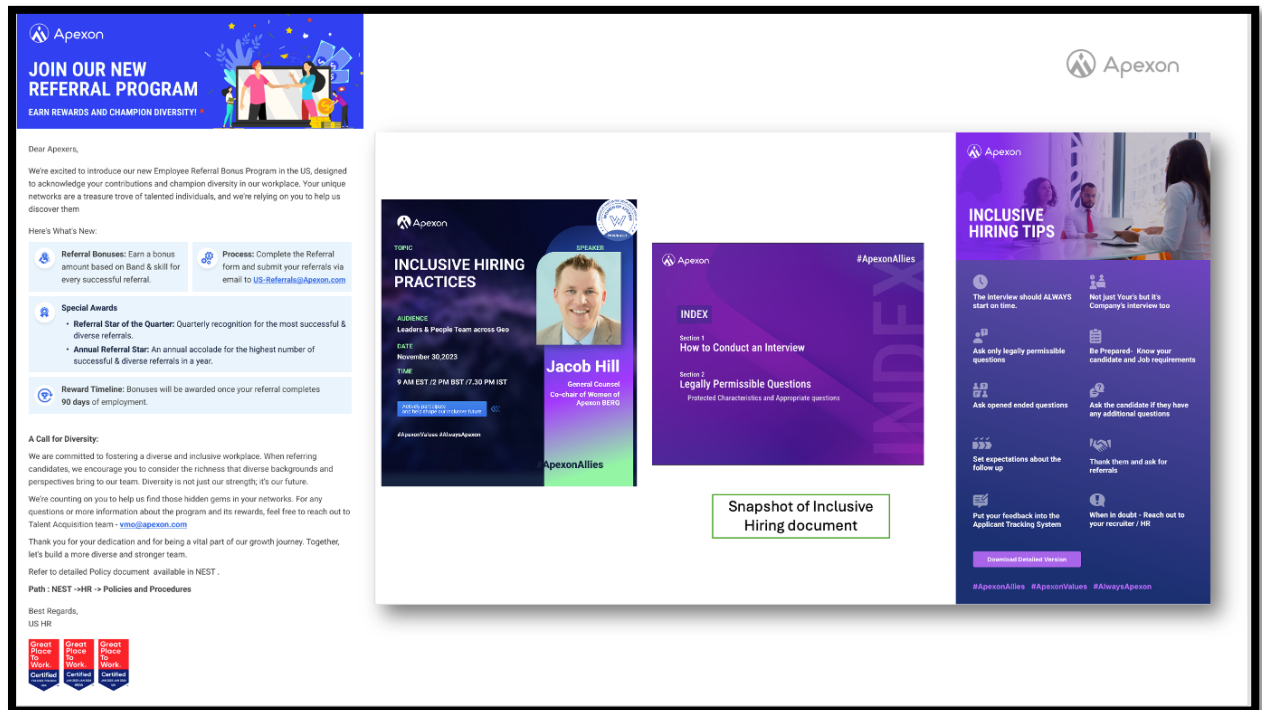 Apexon
JOIN OUR NEW
REFERRAL PROGRAM
EARN REWARDS AND CHAMPION DIVERSITY!
Dear Apexers,
We're excited to introduce our new Employee Referral Bonus Program in the US, designed
to acknowledge your contributions and champion diversity in our workplace. Your unique
networks are a treasure trove of talented individuals, and we're relying on you to help us
discover them
Here's What's New:
Referral Bonuses: Earn a bonus
amount based on Band & skill for
every successful referral.
Process: Complete the Referral
form and submit your referrals via
email to US-Referrals@Apexon.com
Special Awards
• Referral Star of the Quarter: Quarterly recognition for the most successful &
diverse referrals.
• Annual Referral Star: An annual accolade for the highest number of
successful & diverse referrals in a year.
Reward Timeline: Bonuses will be awarded once your referral completes
90 days of employment.
A Call for Diversity:
We are committed to fostering a diverse and inclusive workplace. When referring
candidates, we encourage you to consider the richness that diverse backgrounds and
perspectives bring to our team. Diversity is not just our strength; it's our future.
We're counting on you to help us find those hidden gems in your networks. For any
questions or more information about the program and its rewards, feel free to reach out to
Talent Acquisition team - vmo@apexon.com
Thank you for your dedication and for being a vital part of our growth journey. Together,
let's build a more diverse and stronger team.
Refer to detailed Policy document available in NEST .
Path : NEST ->HR -> Policies and Procedures
Best Regards,
US HR
Great
Place
To
Work.
Certified
Great
Place
To
Work.
Certified
Great
Place
To
Work.
Certified
Apexon
Apexon
TOPIC
INCLUSIVE HIRING
PRACTICES
AUDIENCE
Leaders & People Team across Geo
DATE
November 30,2023
TIME
9 AM EST /2 PM BST /7.30 PM IST
Actively participate
and help shape our inclusive future
#ApexonValues #AlwaysApexon
SPEAKER
Jacob Hill
General Counsel
Co-chair of Women of
Apexon BERG
#ApexonAllies
Apexon
#ApexonAllies
INDEX
INDEX
Section 1
How to Conduct an Interview
Section 2
Legally Permissible Questions
Protected Characteristics and Appropriate questions
Snapshot of Inclusive
Hiring document
Apexon
INCLUSIVE
HIRING TIPS
The interview should ALWAYS
start on time.
Not just Your's but it's
Company's interview too
Ask only legally permissible
questions
Be Prepared- Know your
candidate and Job requirements
Ask opened ended questions
Ask the candidate if they have
any additional questions
Set expectations about the
follow up
Thank them and ask for
referrals
Put your feedback into the
Applicant Tracking System
When in doubt - Reach out to
your recruiter / HR
Download Detailed Version
#ApexonAllies #ApexonValues #AlwaysApexon